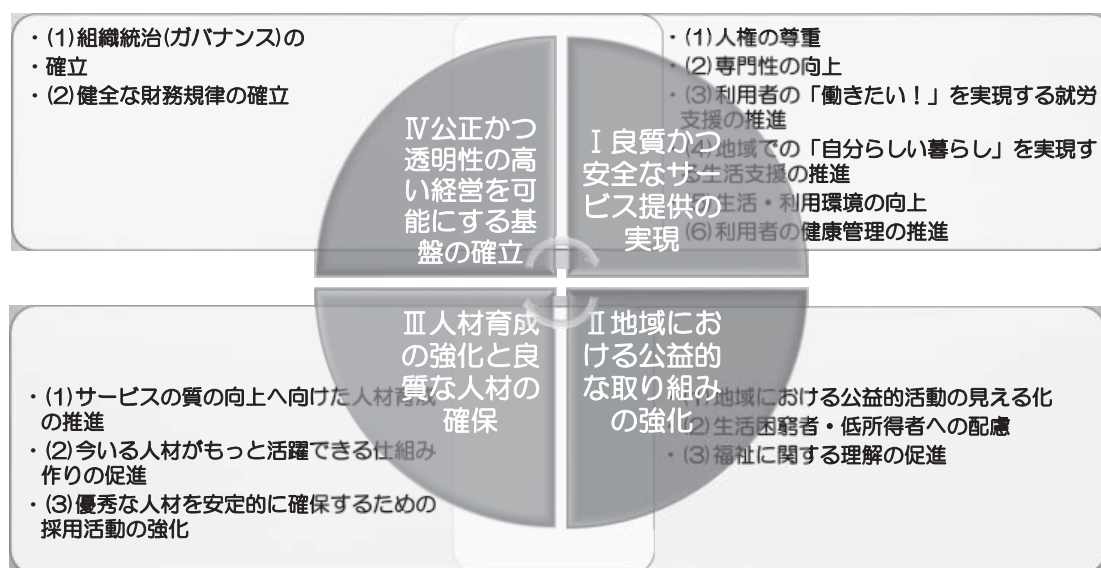 ・(1)組織統治(ガバナンス)の
・確立
・(2)健全な財務規律の確立
Ⅳ公正かつ
透明性の高
い経営を可
能にする基
盤の確立
・(1)人権の尊重
・(2)専門性の向上
・(3)利用者の「働きたい！」を実現する就労
支援の推進
・(4)地域での「自分らしい暮らし」を実現す
る生活支援の推進
・(5)生活・利用環境の向上
・(6)利用者の健康管理の推進
Ⅰ良質かつ
安全なサー
ビス提供の
実現
Ⅲ人材育成
の強化と良
質な人材の
確保
・(1)サービスの質の向上へ向けた人材育成
の推進
・(2)今いる人材がもっと活躍できる仕組み
作りの促進
・(3)優秀な人材を安定的に確保するための
採用活動の強化
Ⅱ地域にお
ける公益的
な取り組み
の強化
・(1)地域における公益的活動の見える化
・(2)生活困窮者・低所得者への配慮
・(3)福祉に関する理解の促進